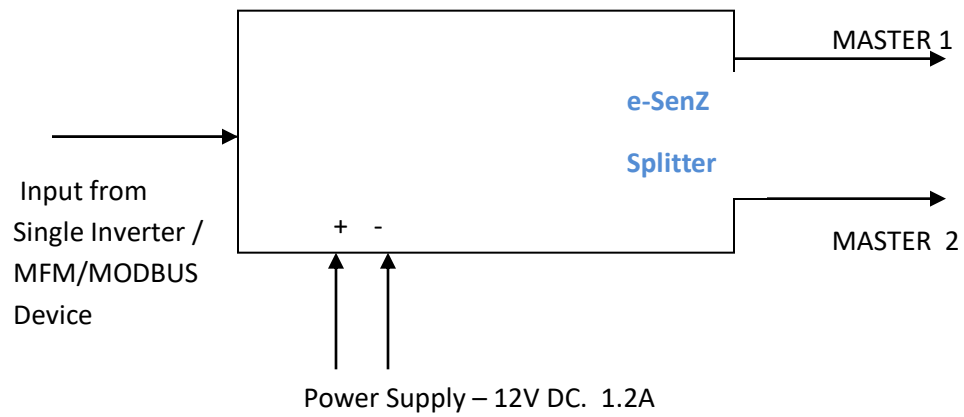 MASTER 1
e-SenZ
Splitter
Input from
Single Inverter /
MFM/MODBUS
Device
+ -
MASTER 2
Power Supply – 12V DC. 1.2A